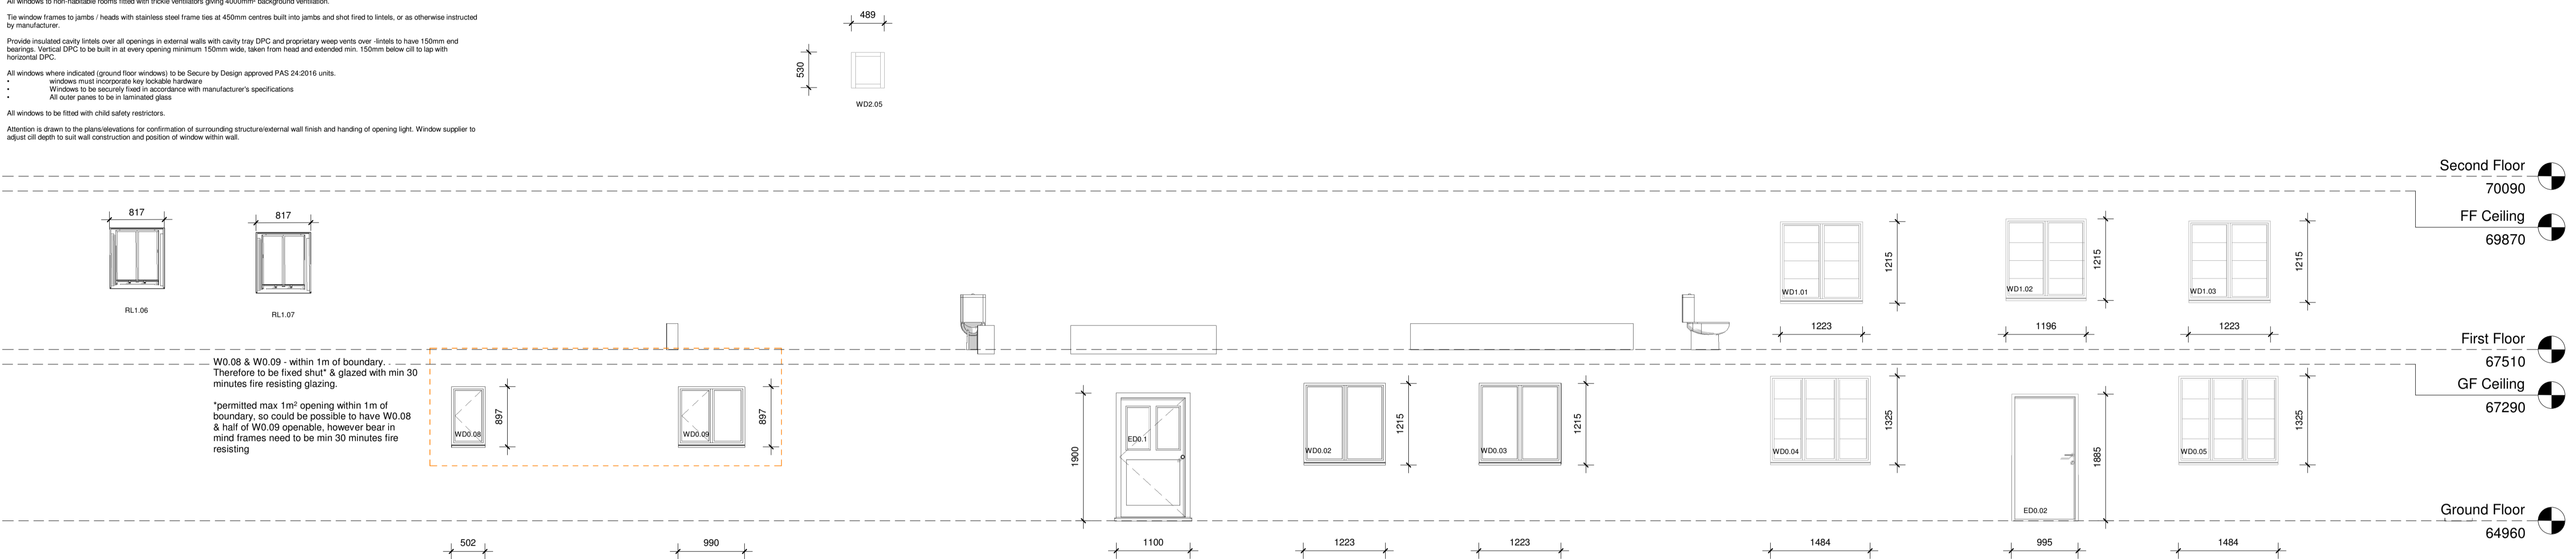 All windows to non-habitable rooms fitted with trickle ventilators giving 4000mm² background ventilation.
Tie window frames to jambs / heads with stainless steel frame ties at 450mm centres built into jambs and shot fired to lintels, or as otherwise instructed
by manufacturer.
Provide insulated cavity lintels over all openings in external walls with cavity tray DPC and proprietary weep vents over -lintels to have 150mm end
bearings. Vertical DPC to be built in at every opening minimum 150mm wide, taken from head and extended min. 150mm below cill to lap with
horizontal DPC.
All windows where indicated (ground floor windows) to be Secure by Design approved PAS 24:2016 units.
• windows must incorporate key lockable hardware
• Windows to be securely fixed in accordance with manufacturer's specifications
• All outer panes to be in laminated glass
All windows to be fitted with child safety restrictors.
Attention is drawn to the plans/elevations for confirmation of surrounding structure/external wall finish and handing of opening light. Window supplier to
adjust cill depth to suit wall construction and position of window within wall.
489
530
WD2.05
Second Floor
70090
FF Ceiling
69870
817
817
RL1.06
RL1.07
1215
WD1.01
1223
1215
WD1.02
1196
1215
WD1.03
1223
First Floor
67510
GF Ceiling
67290
W0.08 & W0.09 - within 1m of boundary.
Therefore to be fixed shut* & glazed with min 30
minutes fire resisting glazing.
*permitted max 1m² opening within 1m of
boundary, so could be possible to have W0.08
& half of W0.09 openable, however bear in
mind frames need to be min 30 minutes fire
resisting
WD0.08
897
WD0.09
897
1900
ED0.1
WD0.02
1215
WD0.03
1215
WD0.04
1325
1885
ED0.02
WD0.05
1325
Ground Floor
64960
502
990
1100
1223
1223
1484
995
1484